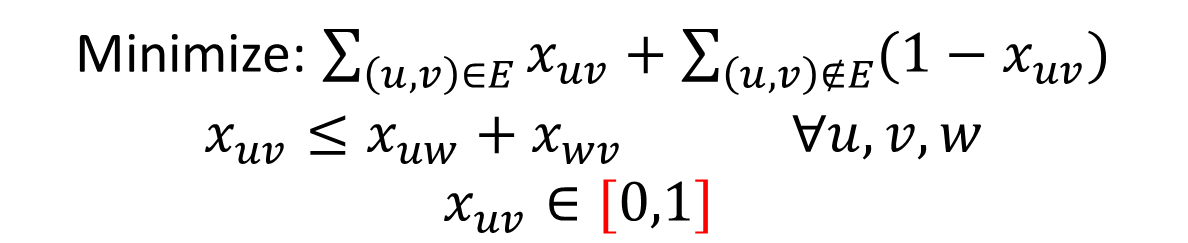 Minimize: ∑_{(u,v)∈E} x_{uv} + ∑_{(u,v)∉E}(1 − x_{uv})
x_{uv} ≤ x_{uw} + x_{wv} ∀u, v, w
x_{uv} ∈ [0,1]